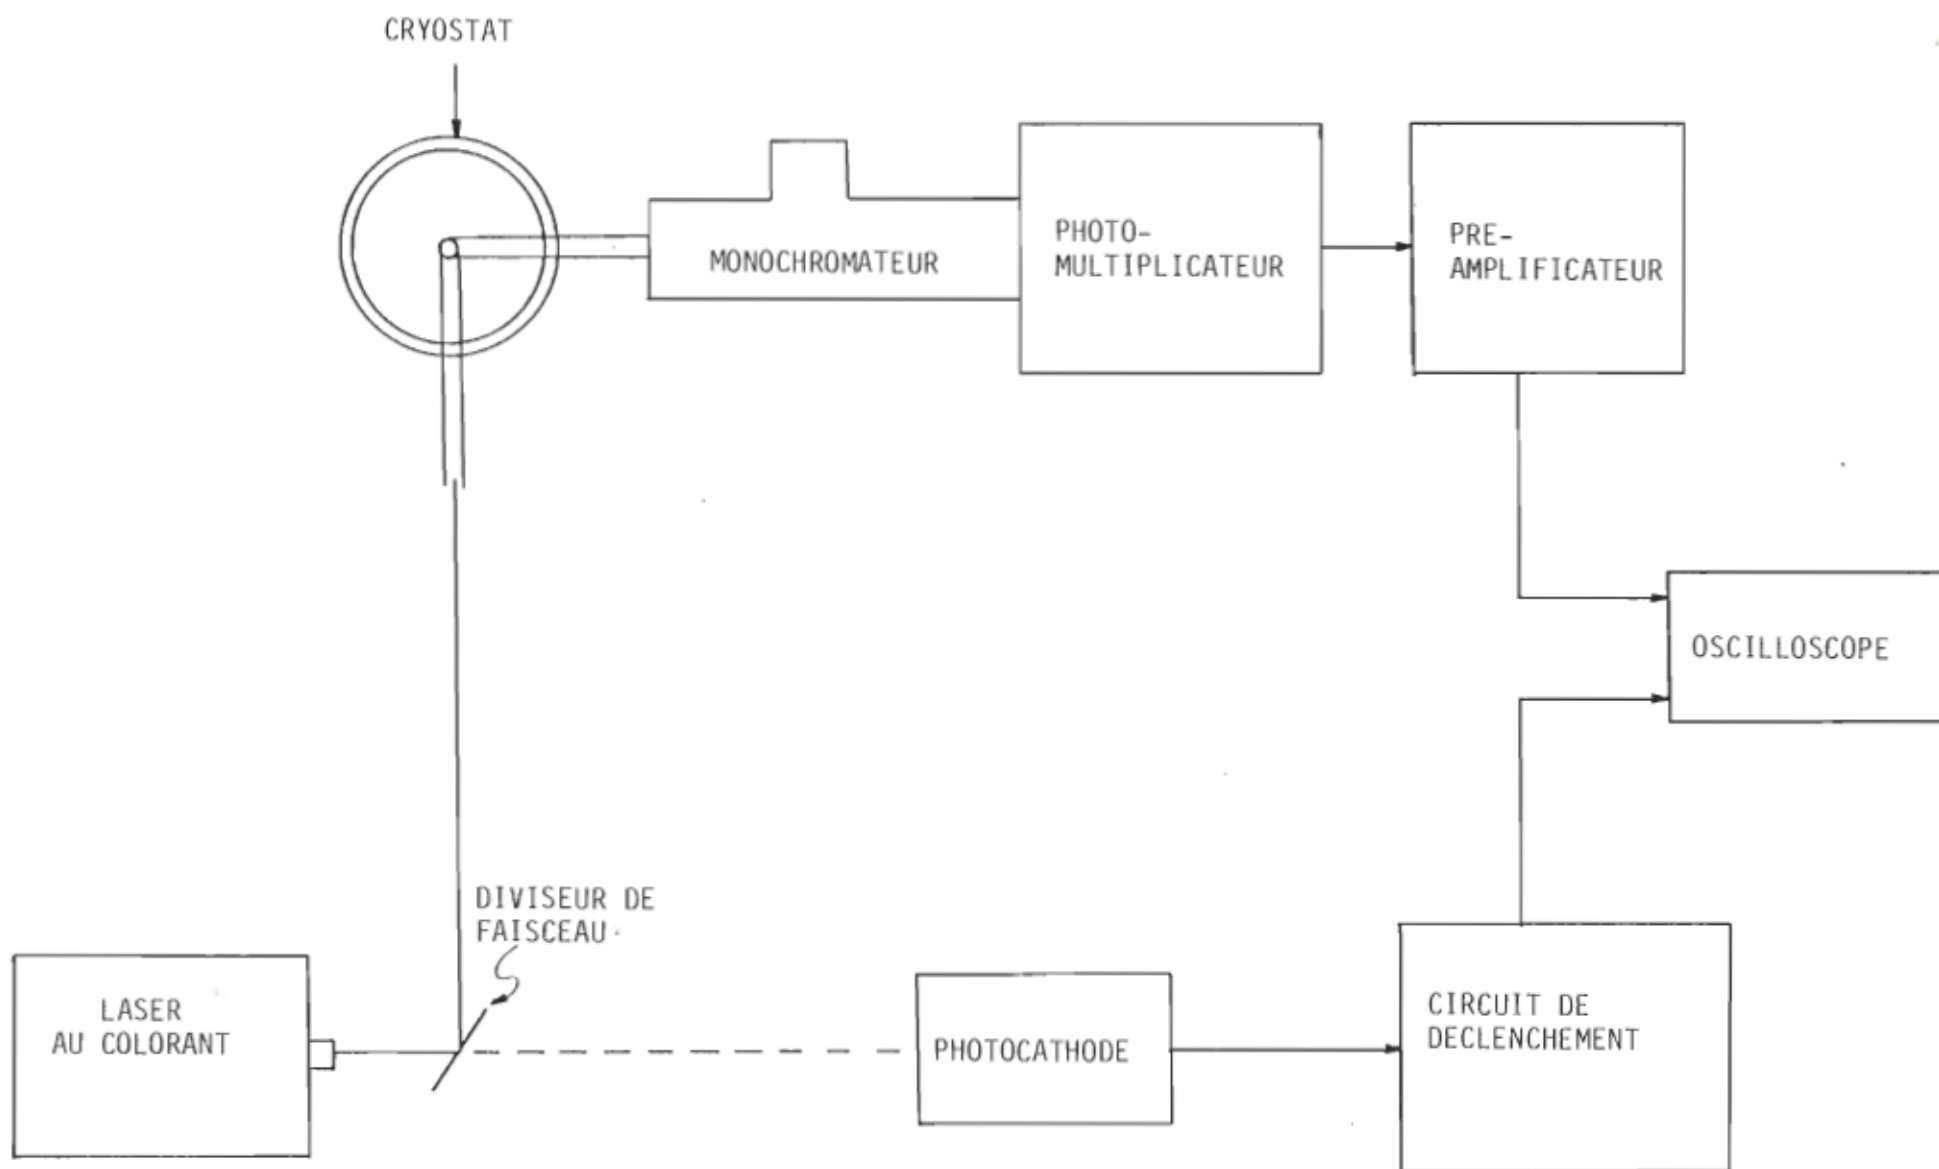 CRYOSTAT
MONOCHROMATEUR
PHOTO-
MULTIPLICATEUR
PRE-
AMPLIFICATEUR
OSCILLOSCOPE
DIVISEUR DE
FAISCEAU
LASER
AU COLORANT
PHOTOCATHODE
CIRCUIT DE
DECLENCHEMENT